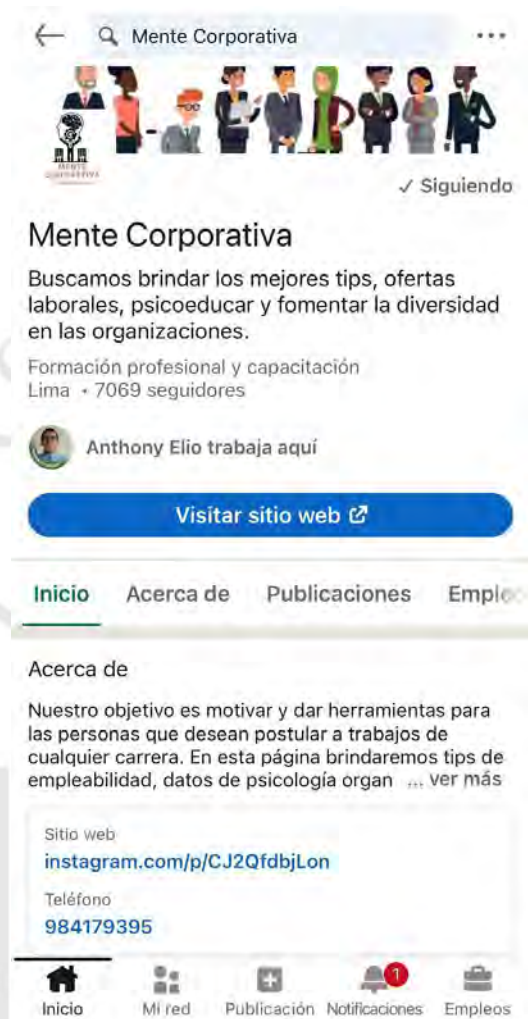 Mente Corporativa
MENTE
CORPORATIVA
✓ Siguiendo
Mente Corporativa
Buscamos brindar los mejores tips, ofertas
laborales, psicoeducar y fomentar la diversidad
en las organizaciones.
Formación profesional y capacitación
Lima • 7069 seguidores
Anthony Elio trabaja aquí
Visitar sitio web
Inicio Acerca de Publicaciones Empleo
Acerca de
Nuestro objetivo es motivar y dar herramientas para
las personas que desean postular a trabajos de
cualquier carrera. En esta página brindaremos tips de
empleabilidad, datos de psicología organ ... ver más
Sitio web
instagram.com/p/CJ2QfdbjLon
Teléfono
984179395
1
Inicio Mi red Publicación Notificaciones Empleos